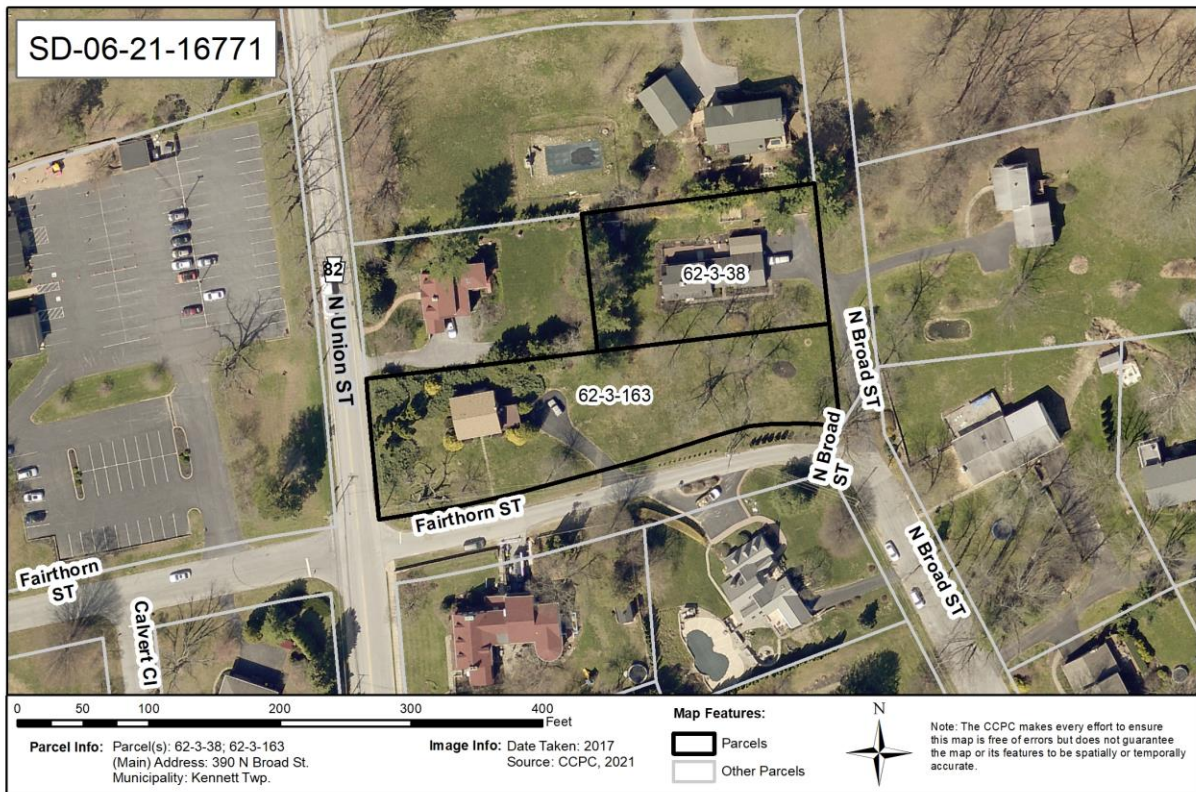 SD-06-21-16771
82
N Union ST
62-3-38
N Broad ST
62-3-163
N Broad
ST
Fairthorn ST
N Broad ST
Fairthorn
ST
Calvert Cl
0 25 50 100 200 300 400
Feet
Parcel Info: Parcel(s): 62-3-38; 62-3-163
(Main) Address: 390 N Broad St.
Municipality: Kennett Twp.
Image Info: Date Taken: 2017
Source: CCPC, 2021
Map Features:
Parcels
Other Parcels
N
Note: The CCPC makes every effort to ensure
this map is free of errors but does not guarantee
the map or its features to be spatially or temporally
accurate.